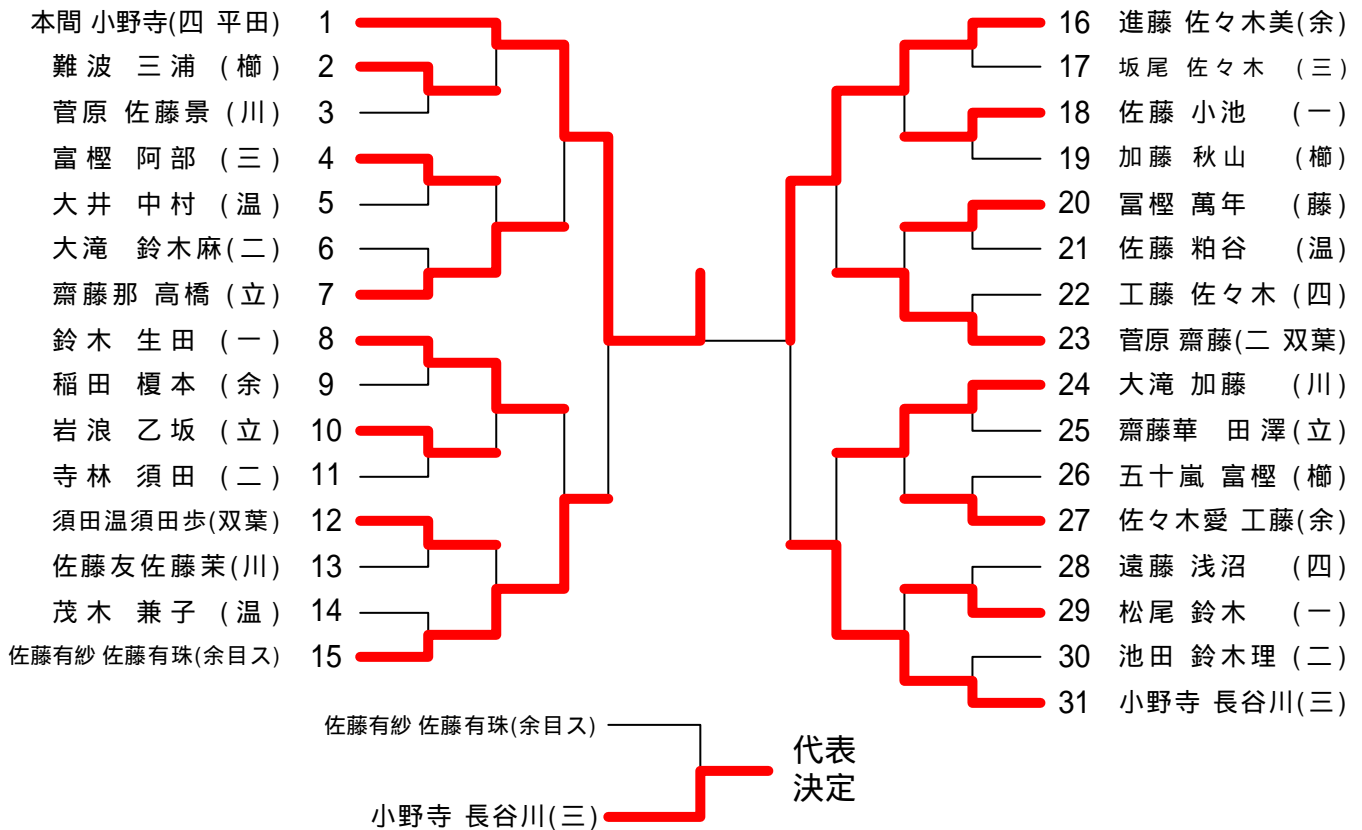 本間 小野寺(四 平田) 1
難波 三浦 (櫛) 2
菅原 佐藤景 (川) 3
富樫 阿部 (三) 4
大井 中村 (温) 5
大滝 鈴木麻(二) 6
齋藤那 高橋 (立) 7
鈴木 生田 (一) 8
稲田 榎本 (余) 9
岩浪 乙坂 (立) 10
寺林 須田 (二) 11
須田温須田歩(双葉) 12
佐藤友佐藤茉(川) 13
茂木 兼子 (温) 14
佐藤有紗 佐藤有珠(余目ス) 15
16 進藤 佐々木美(余)
17 坂尾 佐々木 (三)
18 佐藤 小池 (一)
19 加藤 秋山 (櫛)
20 冨樫 萬年 (藤)
21 佐藤 粕谷 (温)
22 工藤 佐々木 (四)
23 菅原 齋藤(二 双葉)
24 大滝 加藤 (川)
25 齋藤華 田澤(立)
26 五十嵐 富樫 (櫛)
27 佐々木愛 工藤(余)
28 遠藤 浅沼 (四)
29 松尾 鈴木 (一)
30 池田 鈴木理 (二)
31 小野寺 長谷川(三)
佐藤有紗 佐藤有珠(余目ス)
小野寺 長谷川(三)
代表
決定